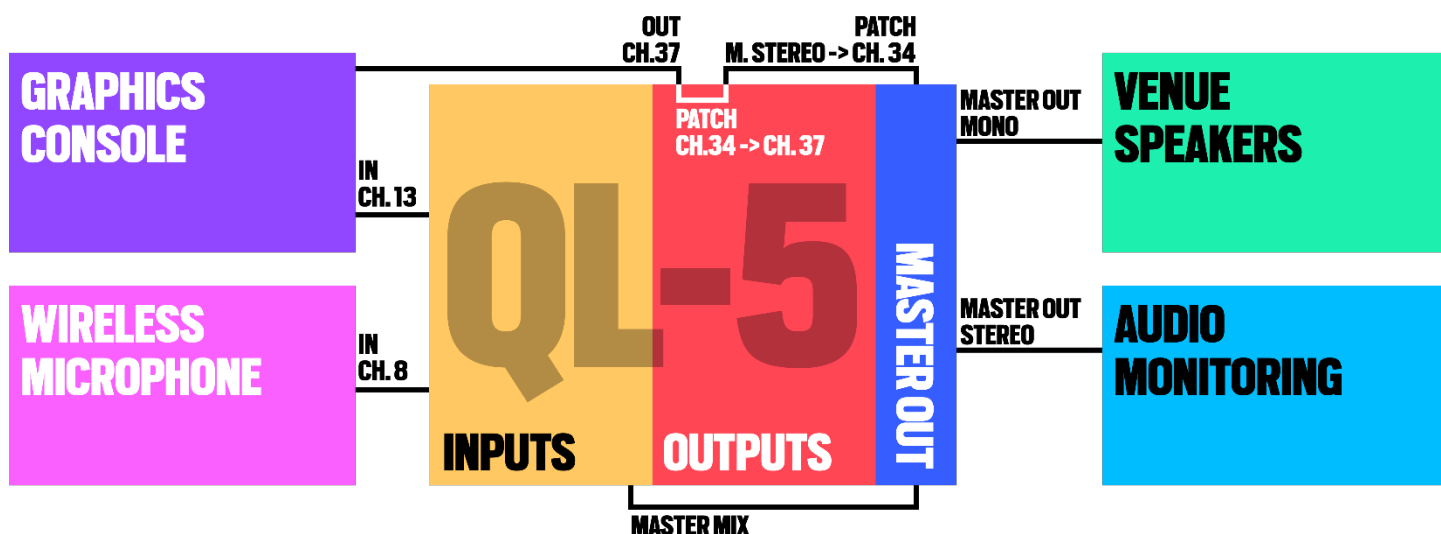 GRAPHICS
CONSOLE
OUT
CH.37
PATCH
M. STEREO -> CH. 34
PATCH
CH.34 -> CH. 37
MASTER OUT
MONO
VENUE
SPEAKERS
IN
CH. 13
QL-5
WIRELESS
MICROPHONE
IN
CH. 8
MASTER OUT
MASTER OUT
STEREO
AUDIO
MONITORING
INPUTS
OUTPUTS
MASTER MIX